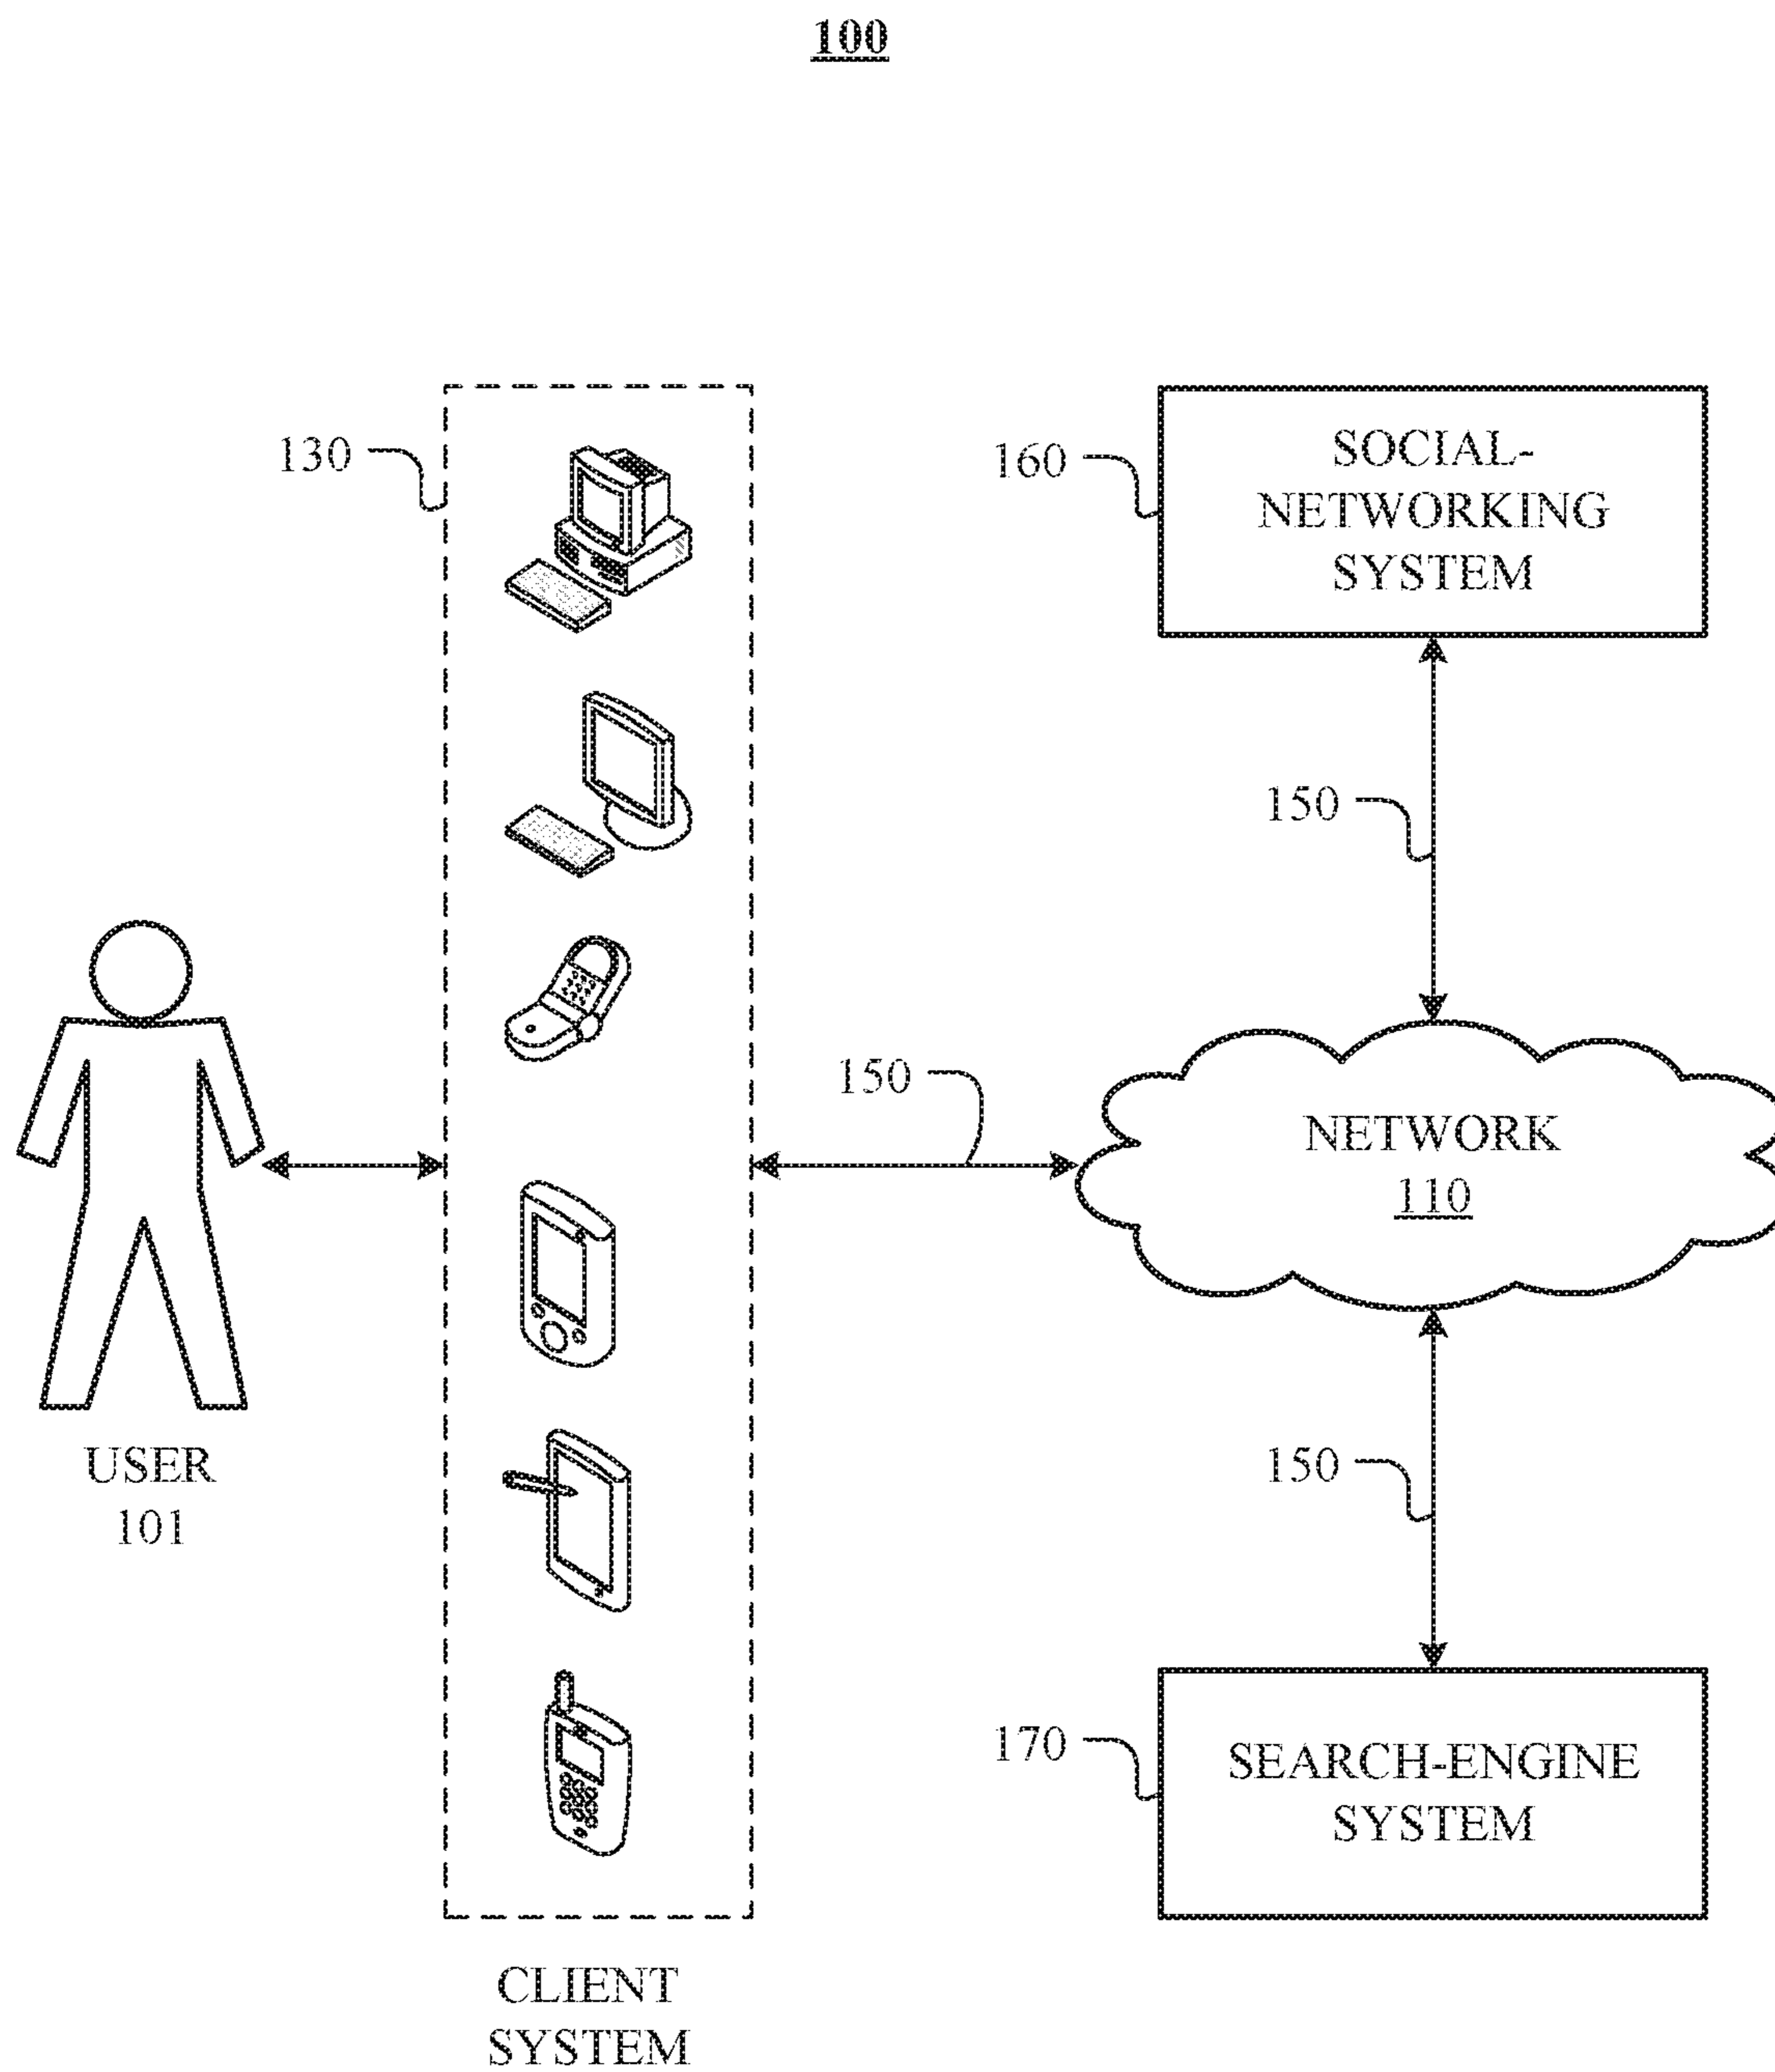 100
130
160
SOCIAL-
NETWORKING
SYSTEM
150
150
NETWORK
110
USER
101
150
170
SEARCH-ENGINE
SYSTEM
CLIENT
SYSTEM